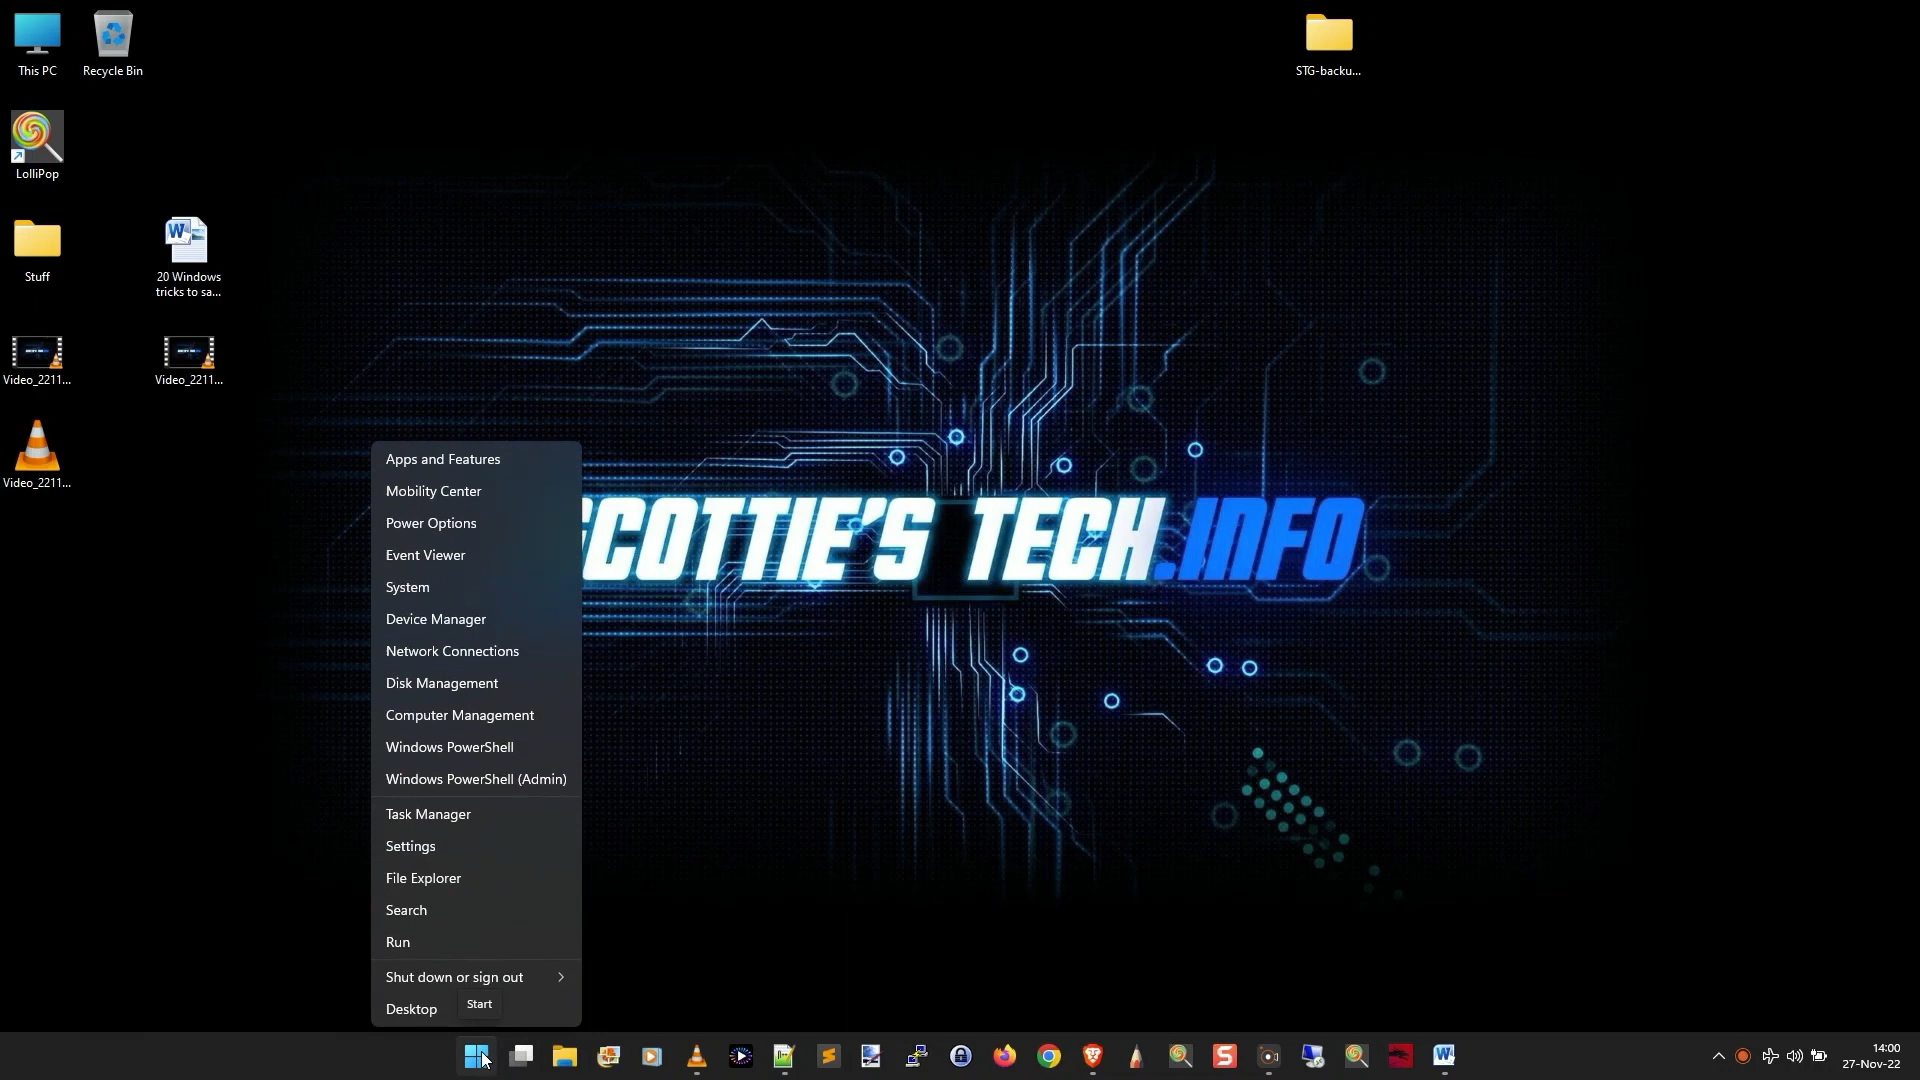 This PC
Recycle Bin
STG-backu...
LolliPop
Stuff
20 Windows
tricks to sa...
Video_2211...
Video_2211...
Video_2211...
SCOTTIE'S TECH.INFO
Apps and Features
Mobility Center
Power Options
Event Viewer
System
Device Manager
Network Connections
Disk Management
Computer Management
Windows PowerShell
Windows PowerShell (Admin)
Task Manager
Settings
File Explorer
Search
Run
Shut down or sign out
Desktop
Start
14:00
27-Nov-22